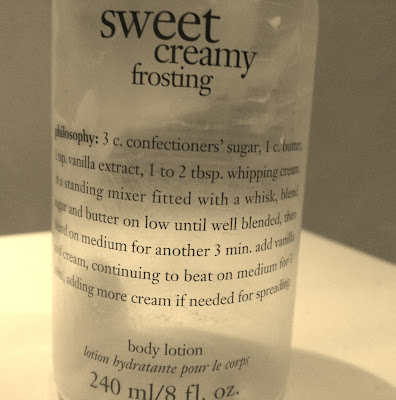 sweet
creamy
frosting
philosophy: 3 c. confectioners' sugar, 1 c. butter,
tsp. vanilla extract, 1 to 2 tbsp. whipping cream.
a standing mixer fitted with a whisk, blend
sugar and butter on low until well blended, then
on medium for another 3 min. add vanilla
cream, continuing to beat on medium for 1
adding more cream if needed for spreading
body lotion
lotion hydratante pour le corps
240 ml/8 fl. oz.